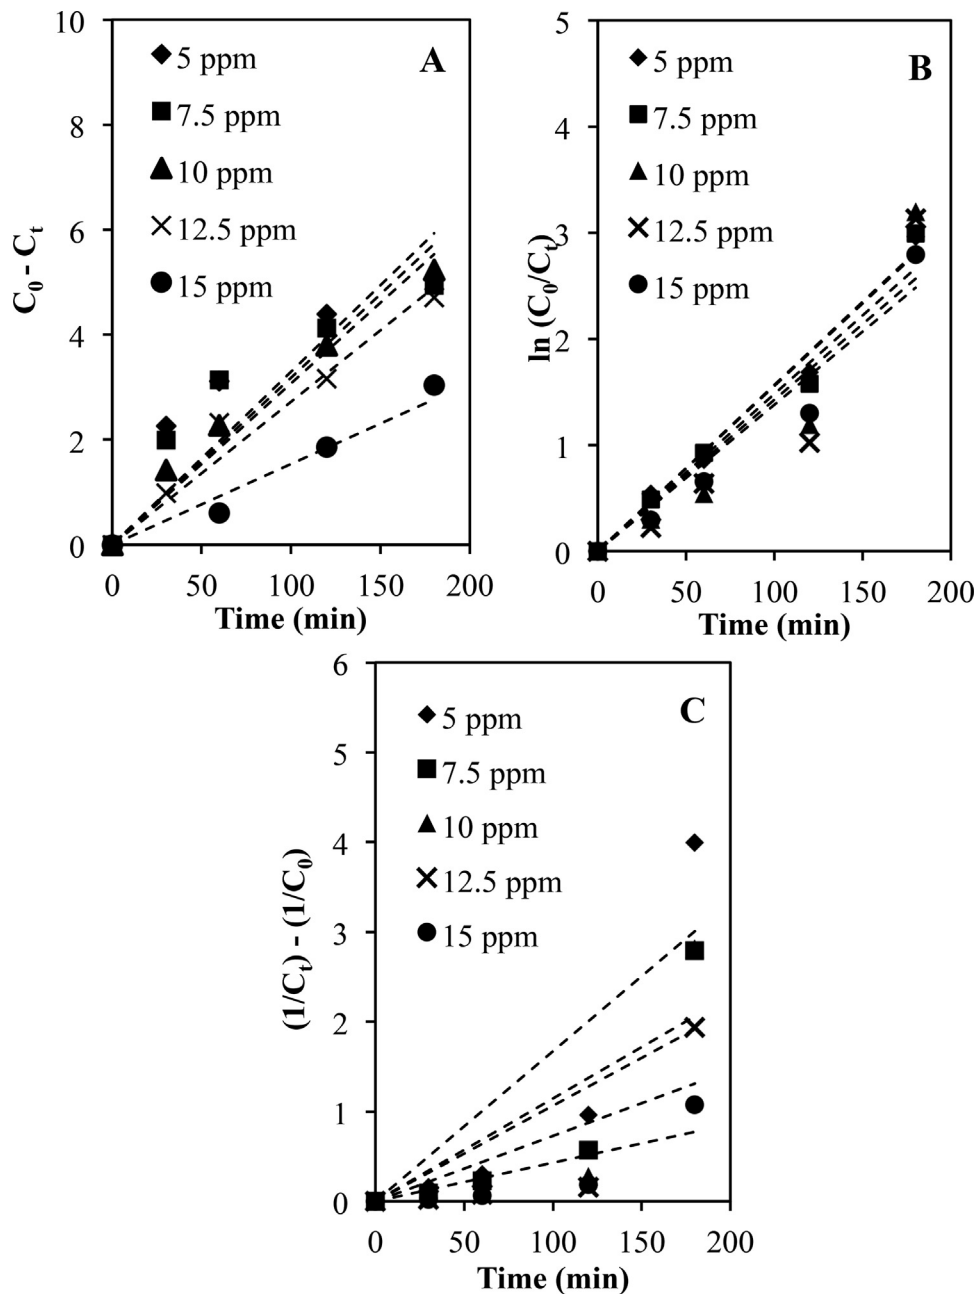 A
5 ppm
7.5 ppm
10 ppm
12.5 ppm
15 ppm
10
8
6
4
2
0
C₀ - Cₜ
0 50 100 150 200
Time (min)
B
5 ppm
7.5 ppm
10 ppm
12.5 ppm
15 ppm
5
4
3
2
1
0
ln (C₀/Cₜ)
0 50 100 150 200
Time (min)
C
5 ppm
7.5 ppm
10 ppm
12.5 ppm
15 ppm
6
5
4
3
2
1
0
(1/Cₜ) - (1/C₀)
0 50 100 150 200
Time (min)